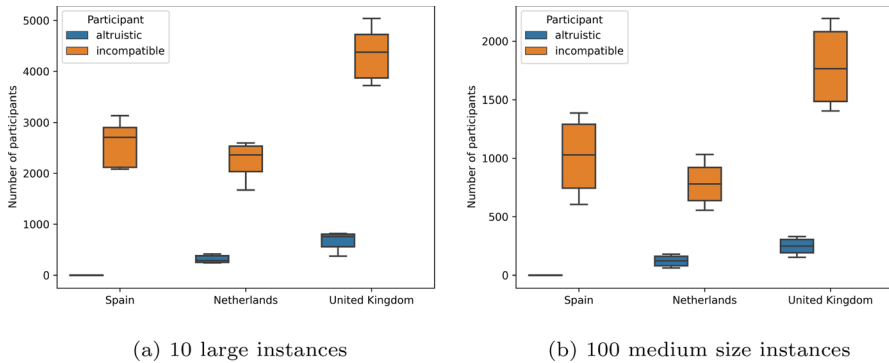 Participant
altruistic
incompatible
Number of participants
5000
4000
3000
2000
1000
0
Spain
Netherlands
United Kingdom
(a) 10 large instances
Participant
altruistic
incompatible
Number of participants
2000
1500
1000
500
0
Spain
Netherlands
United Kingdom
(b) 100 medium size instances